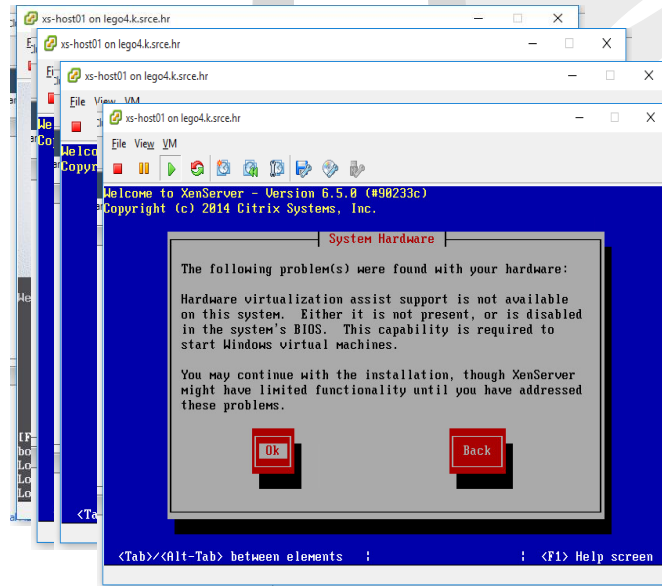 xs-host01 on lego4.k.srce.hr
xs-host01 on lego4.k.srce.hr
xs-host01 on lego4.k.srce.hr
File View VM
xs-host01 on lego4.k.srce.hr
File View VM
Welcome to XenServer - Version 6.5.0 (#90233c)
Copyright (c) 2014 Citrix Systems, Inc.
System Hardware
The following problem(s) were found with your hardware:
Hardware virtualization assist support is not available
on this system. Either it is not present, or is disabled
in the system's BIOS. This capability is required to
start Windows virtual machines.
You may continue with the installation, though XenServer
might have limited functionality until you have addressed
these problems.
Ok Back
<Tab>/<Alt-Tab> between elements ¦ ¦ <F1> Help screen